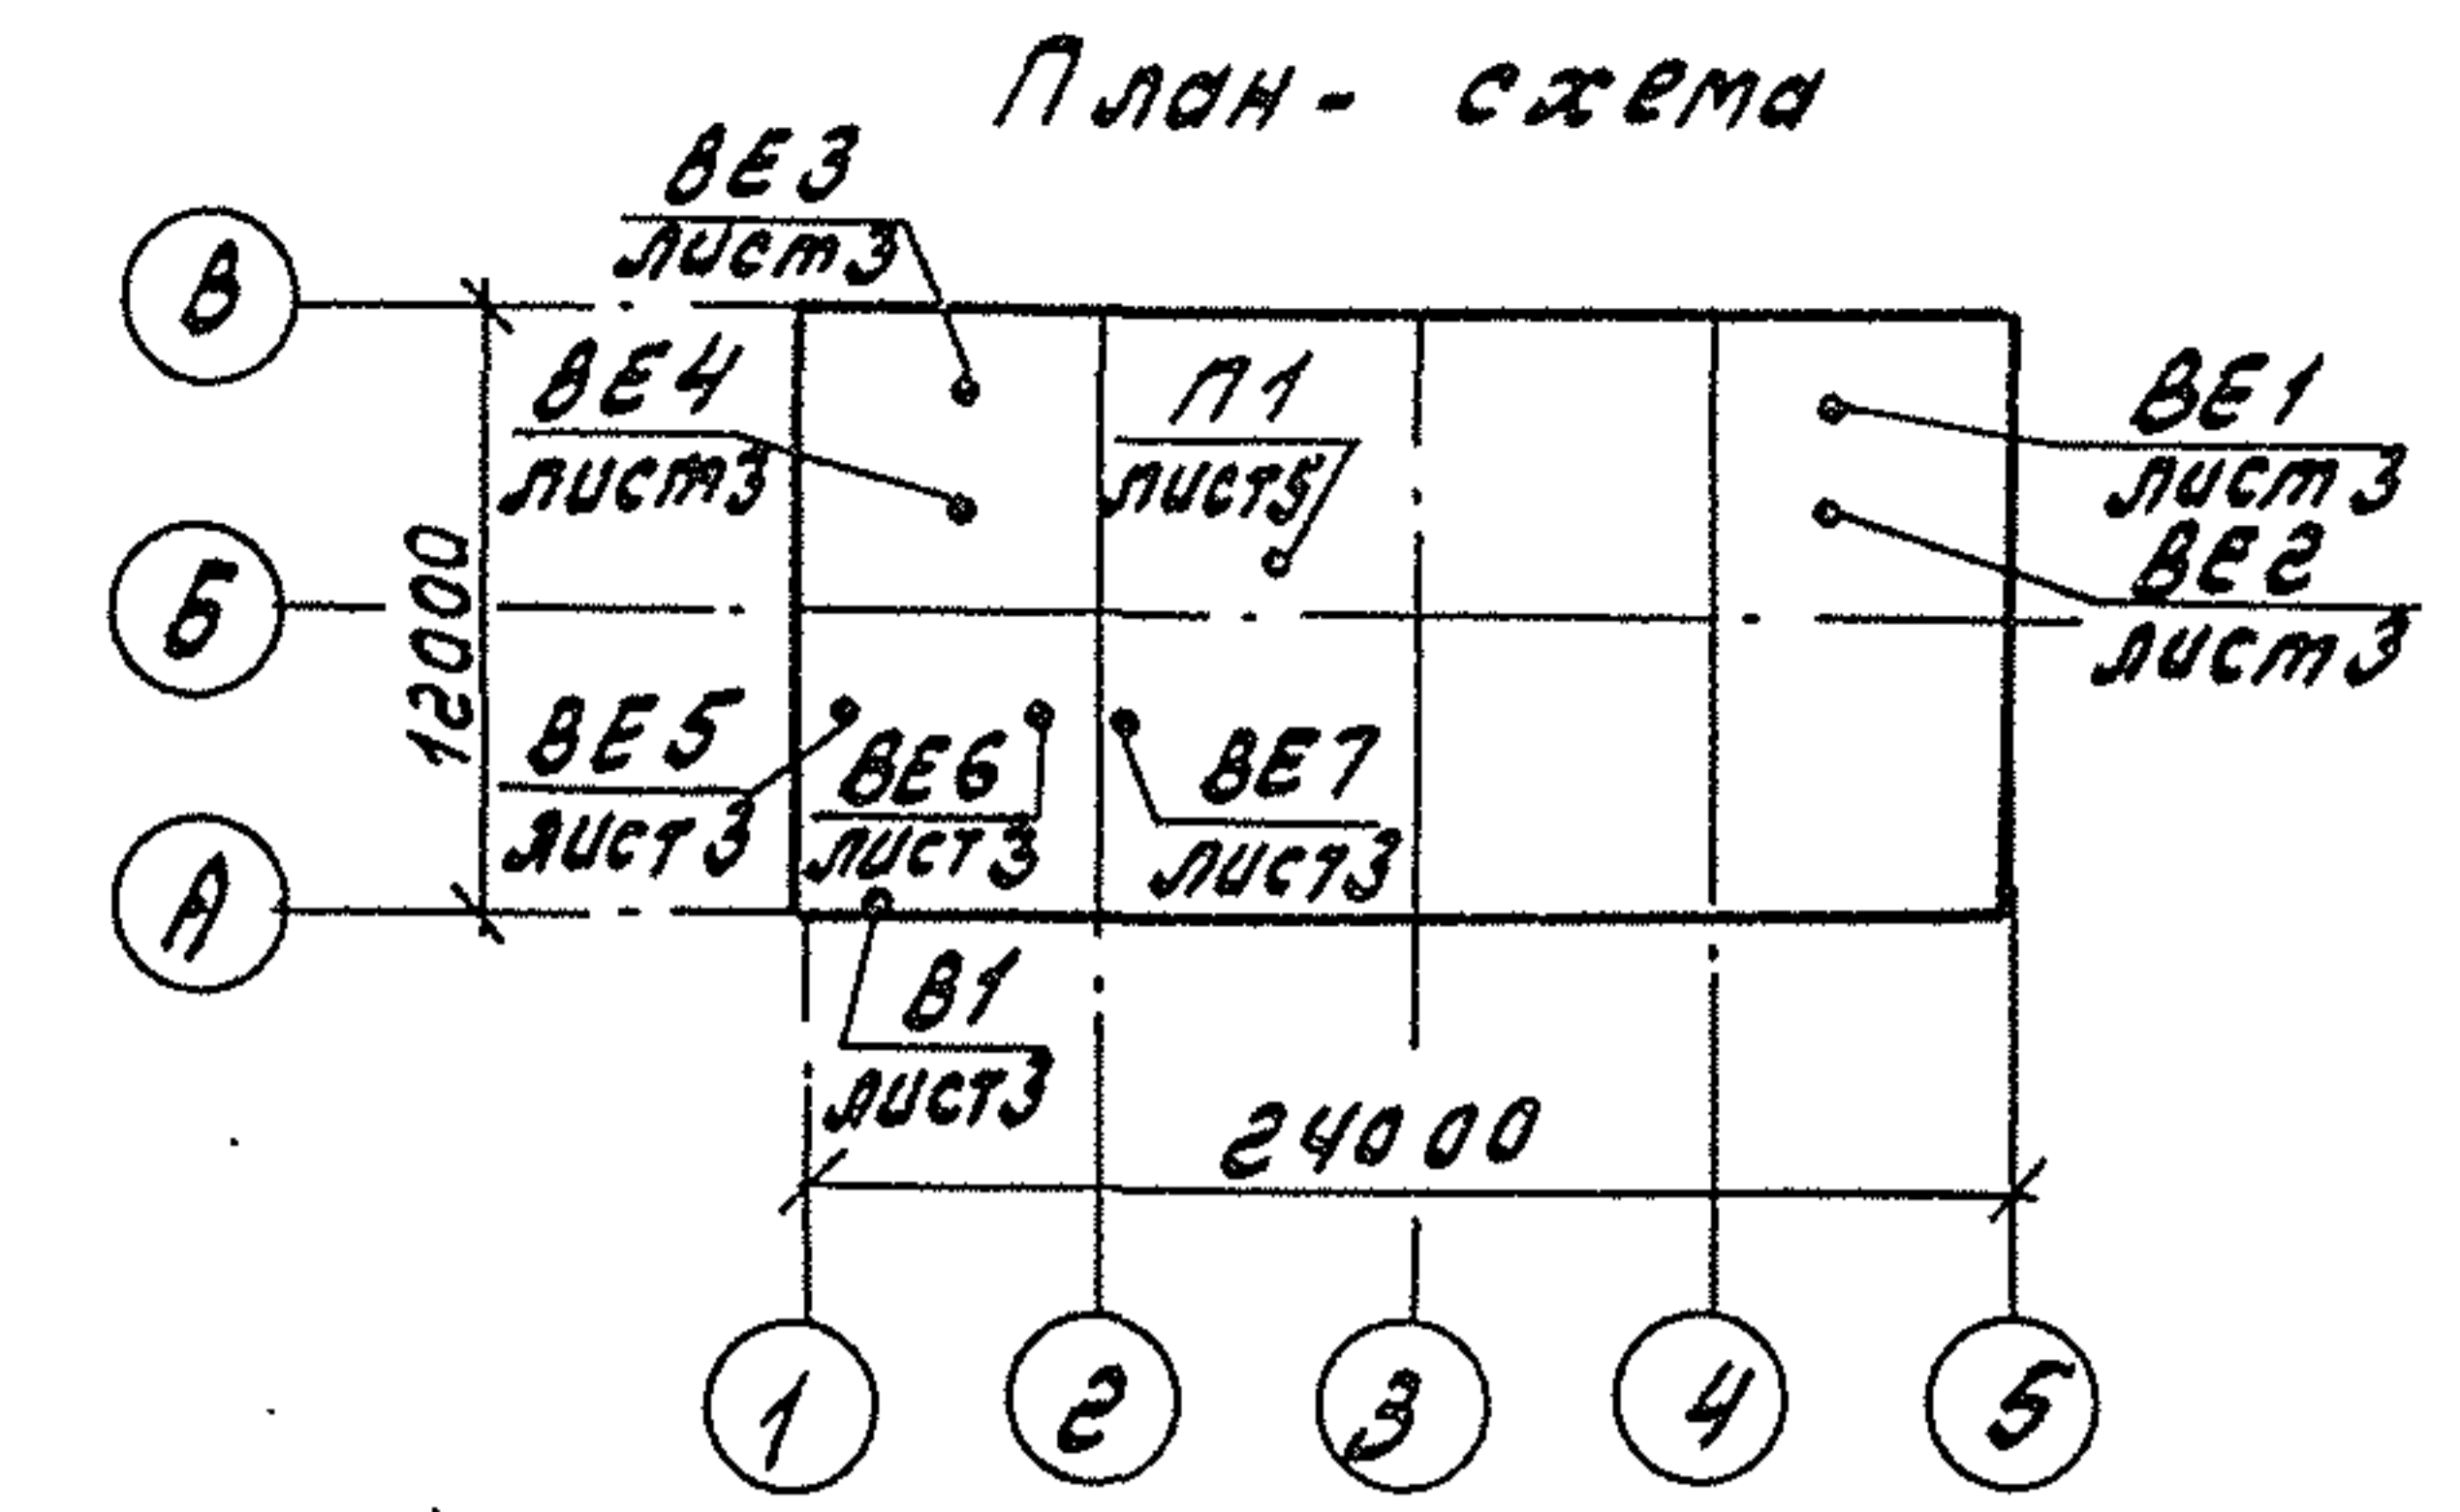 План- схема
ВЕ3
лист3
В
ВЕ4
лист3
П1
лист5
ВЕ1
лист3
ВЕ2
лист3
Б
12000
ВЕ5
лист3
ВЕ6
лист3
ВЕ7
лист3
А
В1
лист3
24000
1
2
3
4
5